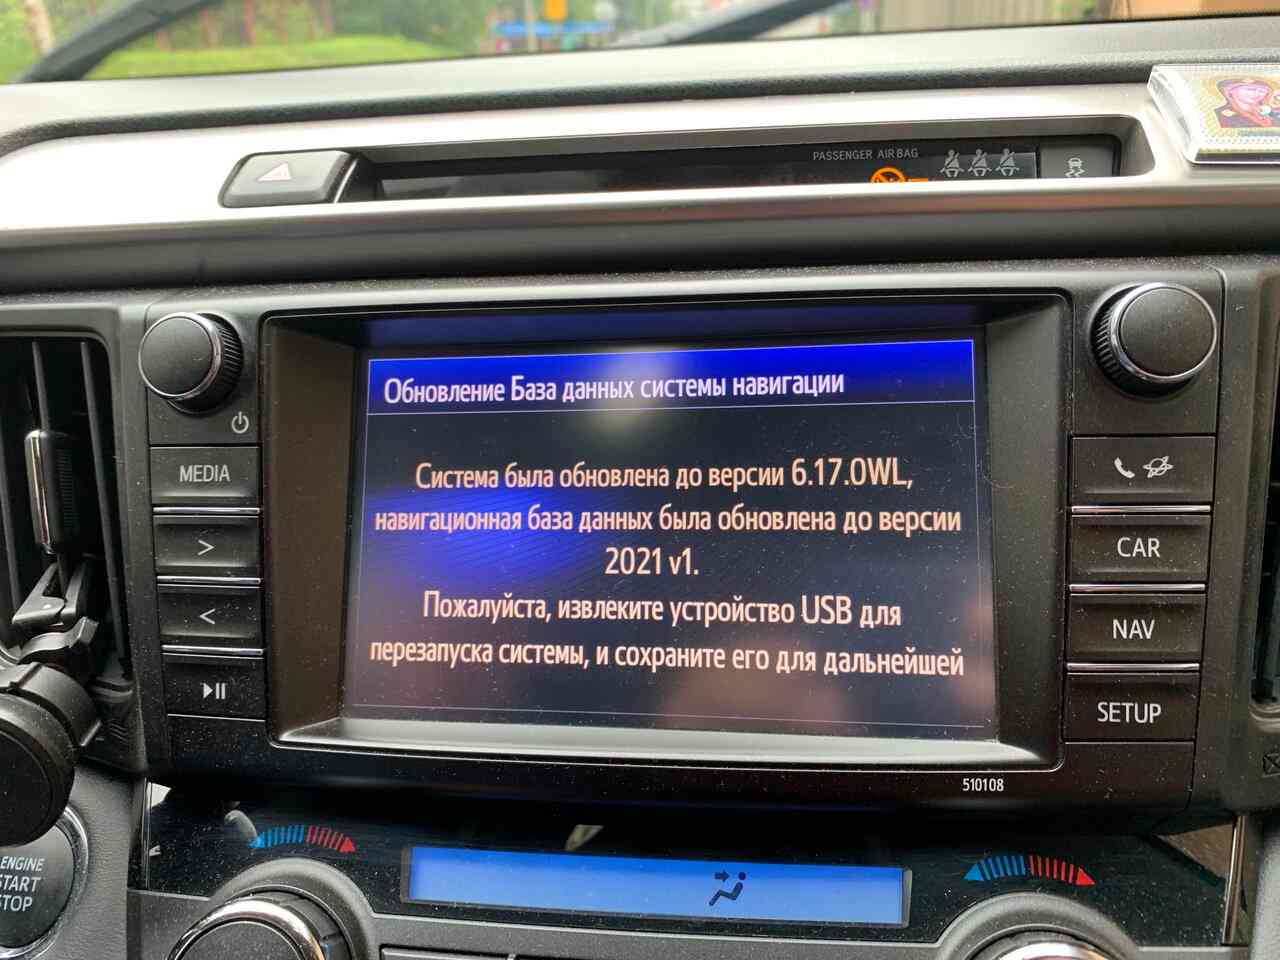 PASSENGER AIR BAG
MEDIA
>
<
Обновление База данных системы навигации
Система была обновлена до версии 6.17.0WL,
навигационная база данных была обновлена до версии
2021 v1.
Пожалуйста, извлеките устройство USB для
перезапуска системы, и сохраните его для дальнейшей
CAR
NAV
SETUP
510108
ENGINE
START
STOP